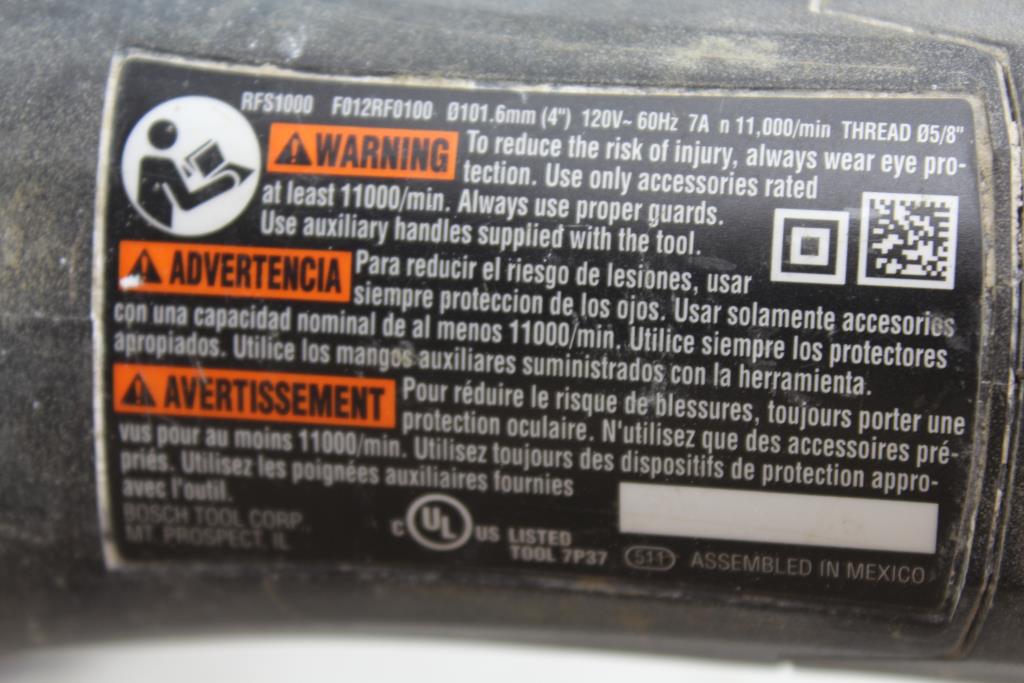 RFS1000 F012RF0100 Ø101.6mm (4") 120V~ 60Hz 7A n 11,000/min THREAD Ø5/8"
WARNING To reduce the risk of injury, always wear eye pro-
tection. Use only accessories rated
at least 11000/min. Always use proper guards.
Use auxiliary handles supplied with the tool.
ADVERTENCIA Para reducir el riesgo de lesiones, usar
siempre proteccion de los ojos. Usar solamente accesorios
con una capacidad nominal de al menos 11000/min. Utilice siempre los protectores
apropiados. Utilice los mangos auxiliares suministrados con la herramienta.
AVERTISSEMENT Pour réduire le risque de blessures, toujours porter une
protection oculaire. N'utilisez que des accessoires pré-
vus pour au moins 11000/min. Utilisez toujours des dispositifs de protection appro-
priés. Utilisez les poignées auxiliaires fournies
avec l'outil.
BOSCH TOOL CORP.
MT. PROSPECT, IL
C UL US LISTED
TOOL 7P37 511 ASSEMBLED IN MEXICO